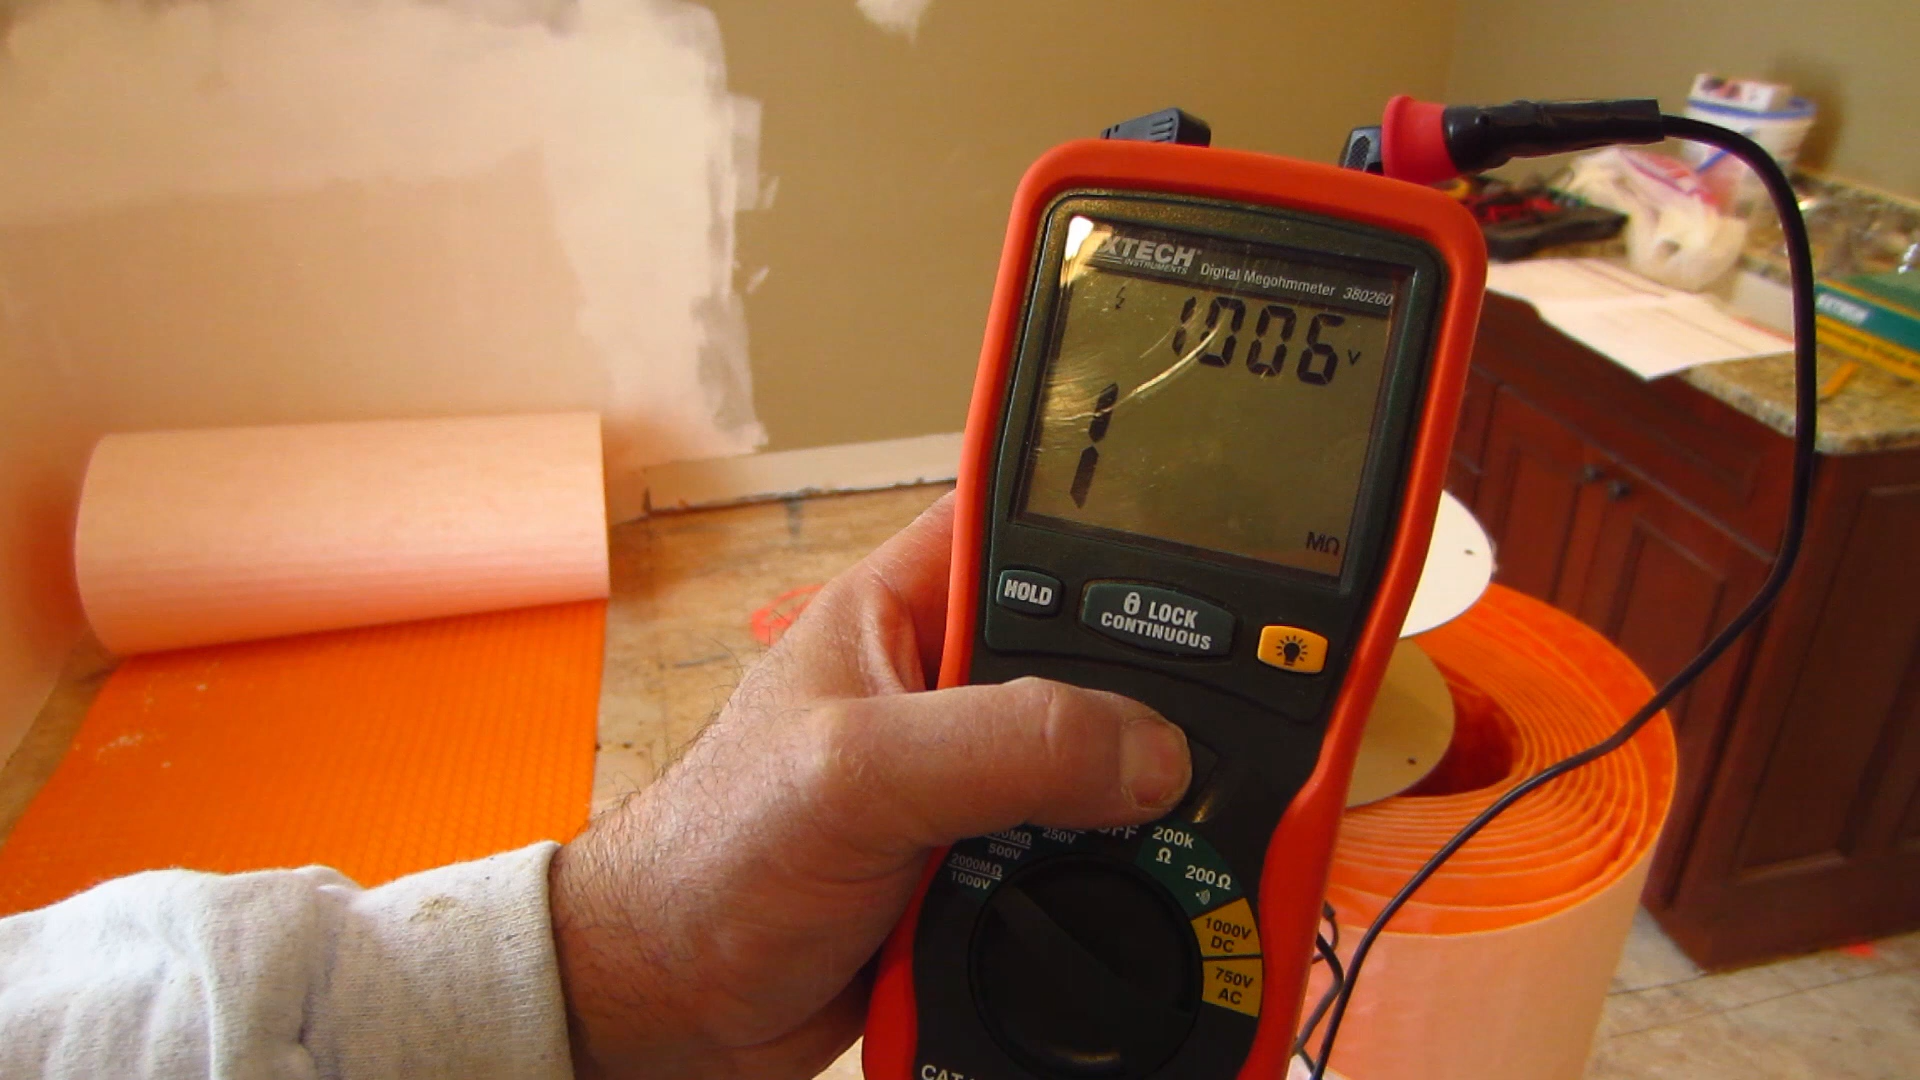 XTECH
INSTRUMENTS
Digital Megohmmeter 380260
1006 V
1
MΩ
HOLD
LOCK
CONTINUOUS
250V
500V
2000MΩ
1000V
200k
Ω
200Ω
1000V
DC
750V
AC